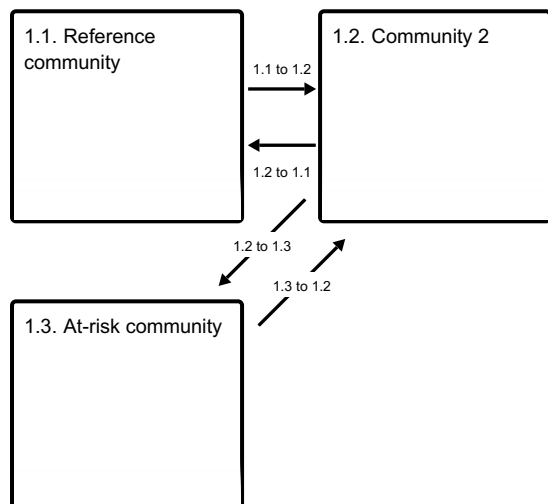 1.1. Reference
community
1.2. Community 2
1.1 to 1.2
1.2 to 1.1
1.2 to 1.3
1.3 to 1.2
1.3. At-risk community